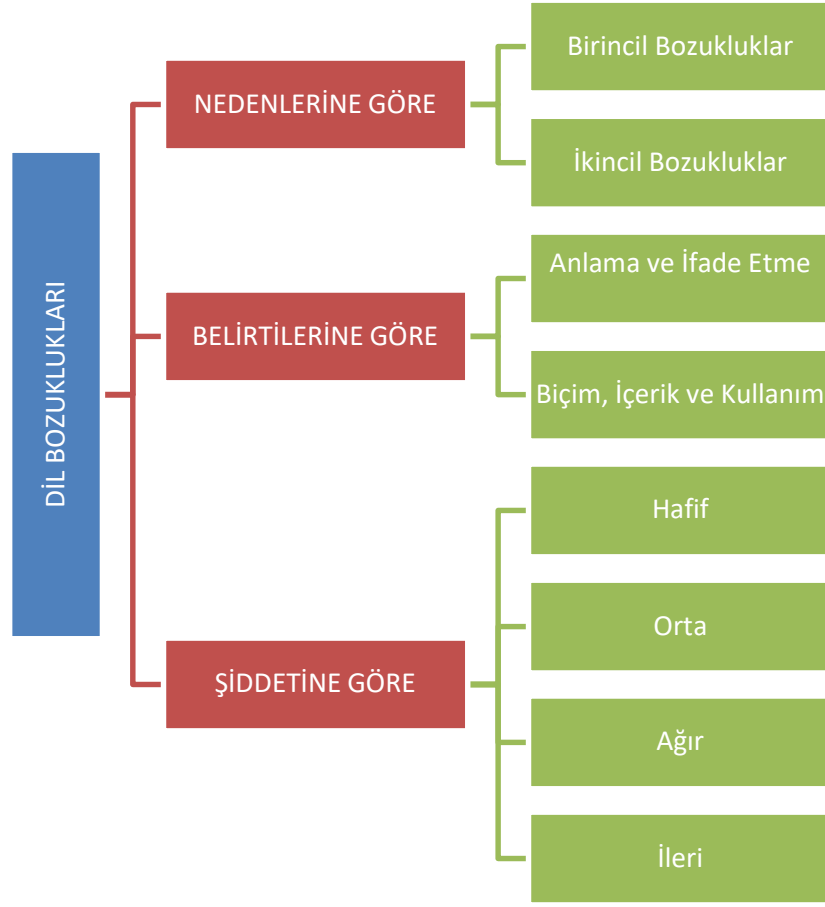 DİL BOZUKLUKLARI
NEDENLERİNE GÖRE
Birincil Bozukluklar
İkincil Bozukluklar
BELİRTİLERİNE GÖRE
Anlama ve İfade Etme
Biçim, İçerik ve Kullanım
ŞİDDETİNE GÖRE
Hafif
Orta
Ağır
İleri